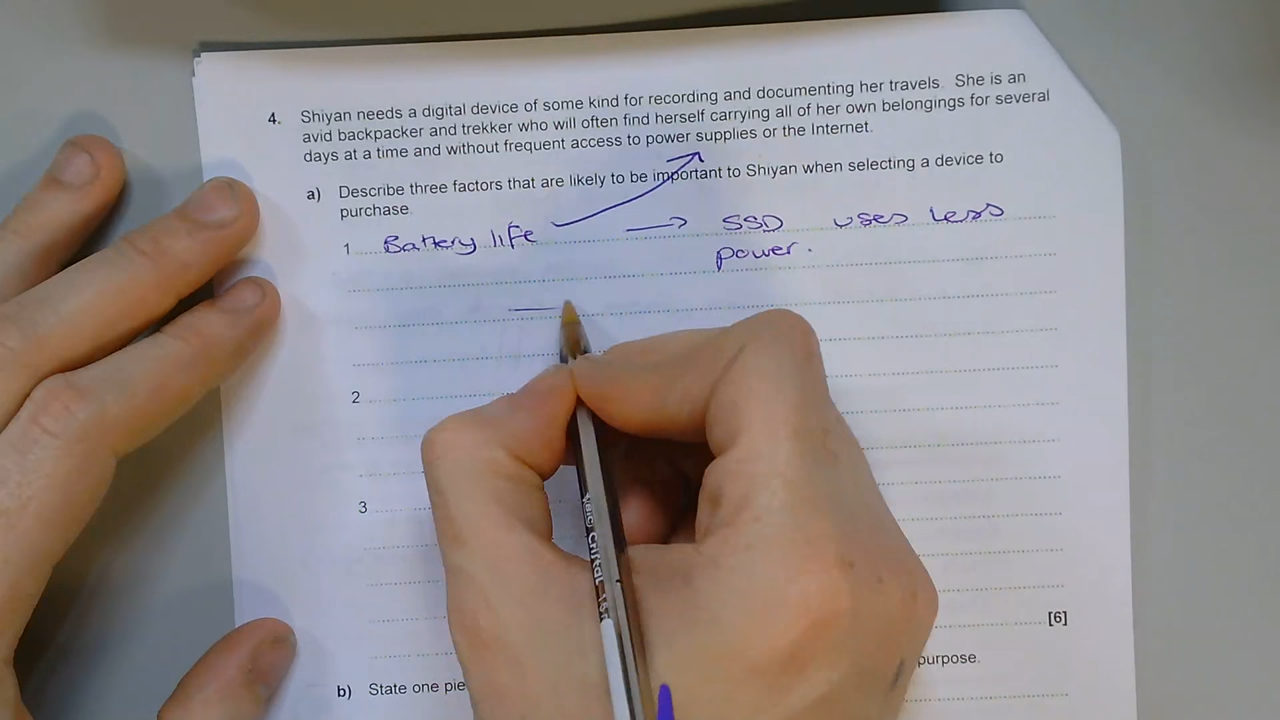 4. Shiyan needs a digital device of some kind for recording and documenting her travels. She is an
avid backpacker and trekker who will often find herself carrying all of her own belongings for several
days at a time and without frequent access to power supplies or the Internet.
a) Describe three factors that are likely to be important to Shiyan when selecting a device to
purchase.
1 Battery life → SSD uses less
power.
2
3
[6]
b) State one pie purpose.
Cristal